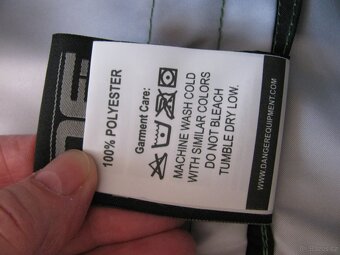 100% POLYESTER
Garment Care:
MACHINE WASH COLD
WITH SIMILAR COLORS
DO NOT BLEACH
TUMBLE DRY LOW.
WWW.DANGEREQUIPMENT.COM